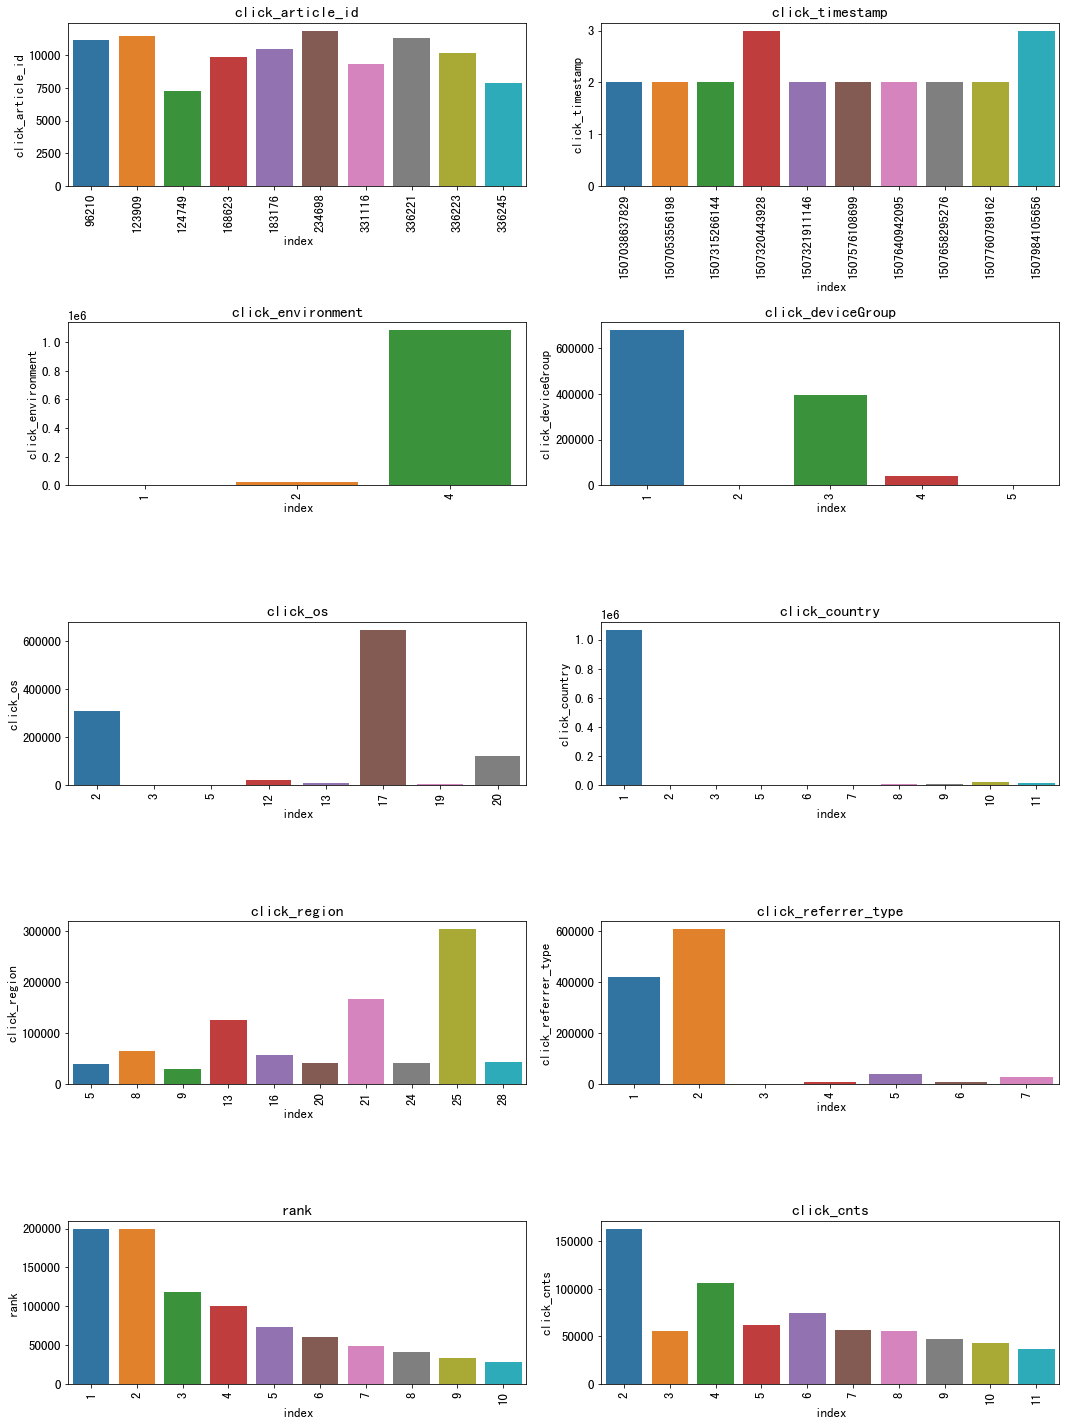 click_article_id
click_article_id
10000
7500
5000
2500
0
96210 123909 124749 168623 183176 234698 331116 336221 336223 336245
index
click_timestamp
click_timestamp
3
2
1
0
1507038637829 1507053556198 1507315266144 1507320443928 1507321911146 1507576108699 1507640942095 1507658295276 1507760789162 1507984105656
index
click_environment
1e6
click_environment
1.0
0.8
0.6
0.4
0.2
0.0
1 2 4
index
click_deviceGroup
click_deviceGroup
600000
400000
200000
0
1 2 3 4 5
index
click_os
click_os
600000
400000
200000
0
2 3 5 12 13 17 19 20
index
click_country
1e6
click_country
1.0
0.8
0.6
0.4
0.2
0.0
1 2 3 5 6 7 8 9 10 11
index
click_region
click_region
300000
200000
100000
0
5 8 9 13 16 20 21 24 25 28
index
click_referrer_type
click_referrer_type
600000
400000
200000
0
1 2 3 4 5 6 7
index
rank
rank
200000
150000
100000
50000
0
1 2 3 4 5 6 7 8 9 10
index
click_cnts
click_cnts
150000
100000
50000
0
2 3 4 5 6 7 8 9 10 11
index